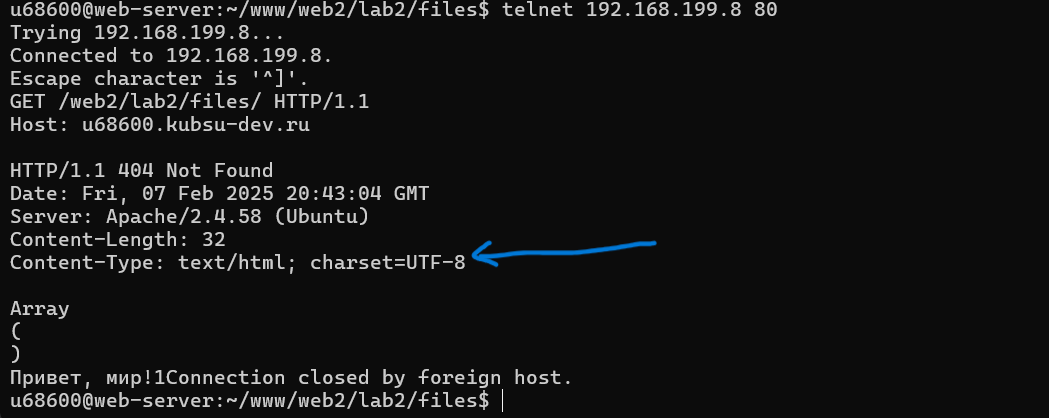 u68600@web-server:~/www/web2/lab2/files$ telnet 192.168.199.8 80
Trying 192.168.199.8...
Connected to 192.168.199.8.
Escape character is '^]'.
GET /web2/lab2/files/ HTTP/1.1
Host: u68600.kubsu-dev.ru

HTTP/1.1 404 Not Found
Date: Fri, 07 Feb 2025 20:43:04 GMT
Server: Apache/2.4.58 (Ubuntu)
Content-Length: 32
Content-Type: text/html; charset=UTF-8

Array
(
)
Привет, мир!1Connection closed by foreign host.
u68600@web-server:~/www/web2/lab2/files$